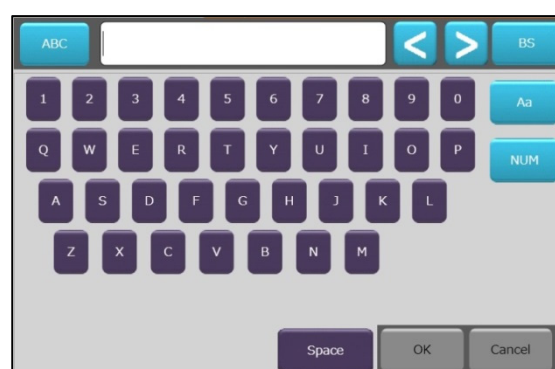 ABC < > BS
1 2 3 4 5 6 7 8 9 0 Aa
Q W E R T Y U I O P NUM
A S D F G H J K L
Z X C V B N M
Space OK Cancel